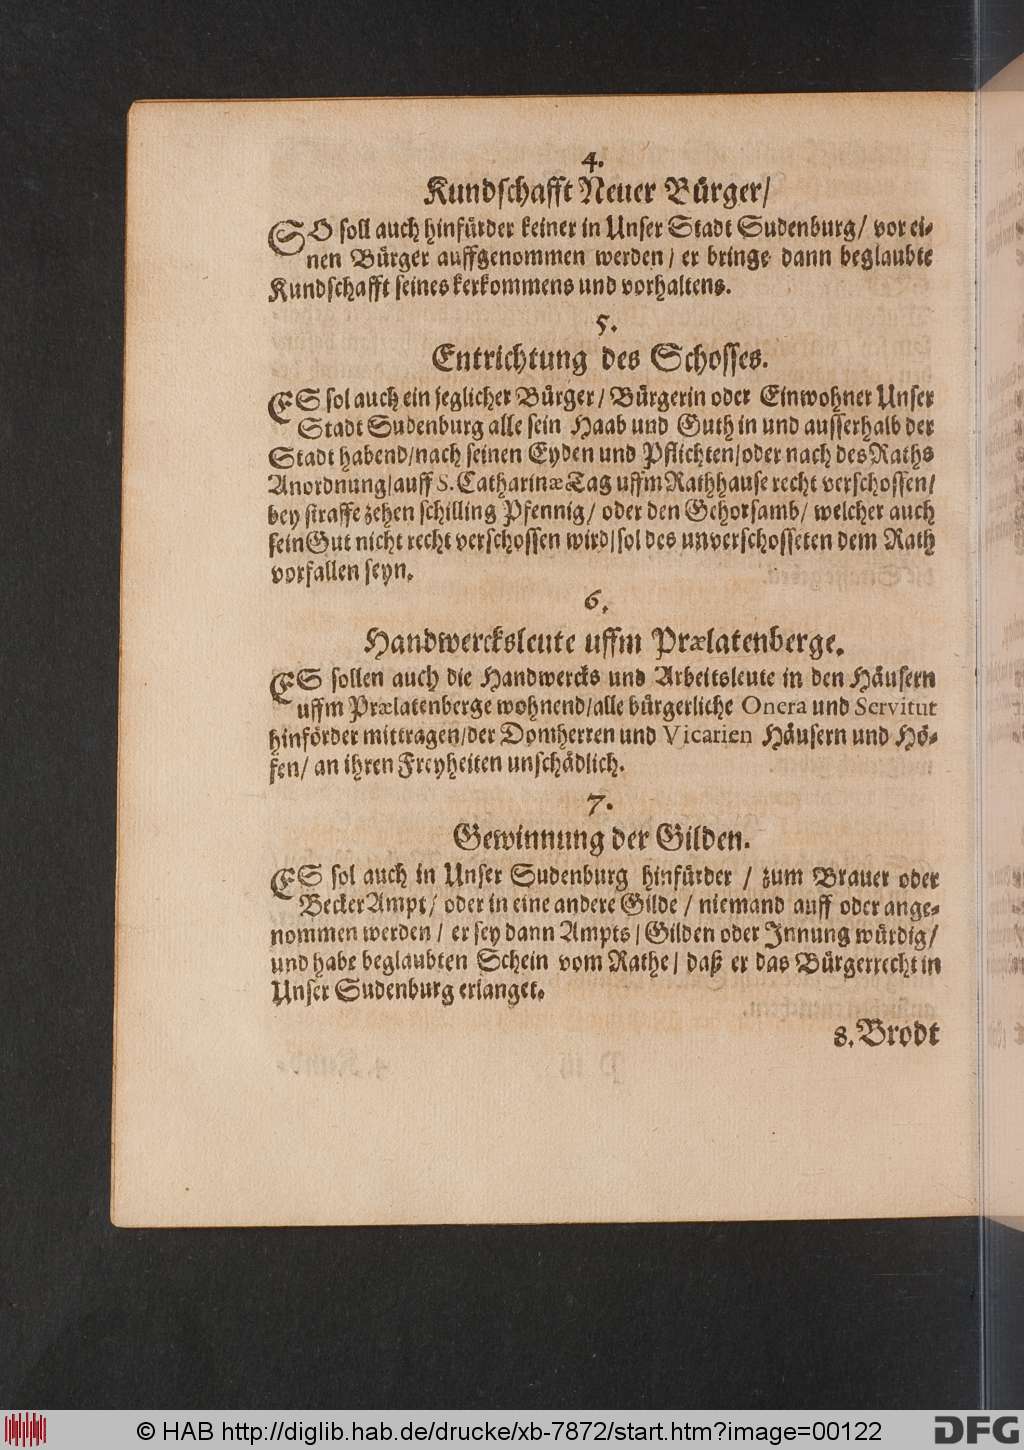 4.
Kundschafft Neuer Bürger/
SO soll auch hinfürder keiner in Unser Stadt Sudenburg/ vor ei-
nen Bürger auffgenommen werden/ er bringe dann beglaubte
Kundschafft seines kerkommens und vorhaltens.
5.
Entrichtung des Schosses.
ES sol auch ein jeglicher Bürger/ Bürgerin oder Einwohner Unser
Stadt Sudenburg alle sein Haab und Guth in und ausserhalb der
Stadt habend/nach seinen Eyden und Pflichten/oder nach des Raths
Anordnung/auff S. Catharinæ Tag uffm Rathhause recht verschossen/
bey straffe zehen schilling Pfennig/ oder den Gehorsamb/ welcher auch
sein Gut nicht recht verschossen wird/sol des unverschosseten dem Rath
vorfallen seyn.
6.
Handwercksleute uffm Prælatenberge.
ES sollen auch die Handwercks und Arbeitsleute in den Häusern
uffm Prælatenberge wohnend/alle bürgerliche Onera und Servitut
hinförder mittragen/der Domherren und Vicarien Häusern und Hö-
fen/ an ihren Freyheiten unschädlich.
7.
Gewinnung der Gilden.
ES sol auch in Unser Sudenburg hinfürder / zum Brauer oder
Becker Ampt/ oder in eine andere Gilde / niemand auff oder ange-
nommen werden / er sey dann Ampts/ Gilden oder Innung würdig/
und habe beglaubten Schein vom Rathe/ daß er das Bürgerrecht in
Unser Sudenburg erlanget.
8. Brodt
© HAB http://diglib.hab.de/drucke/xb-7872/start.htm?image=00122
DFG